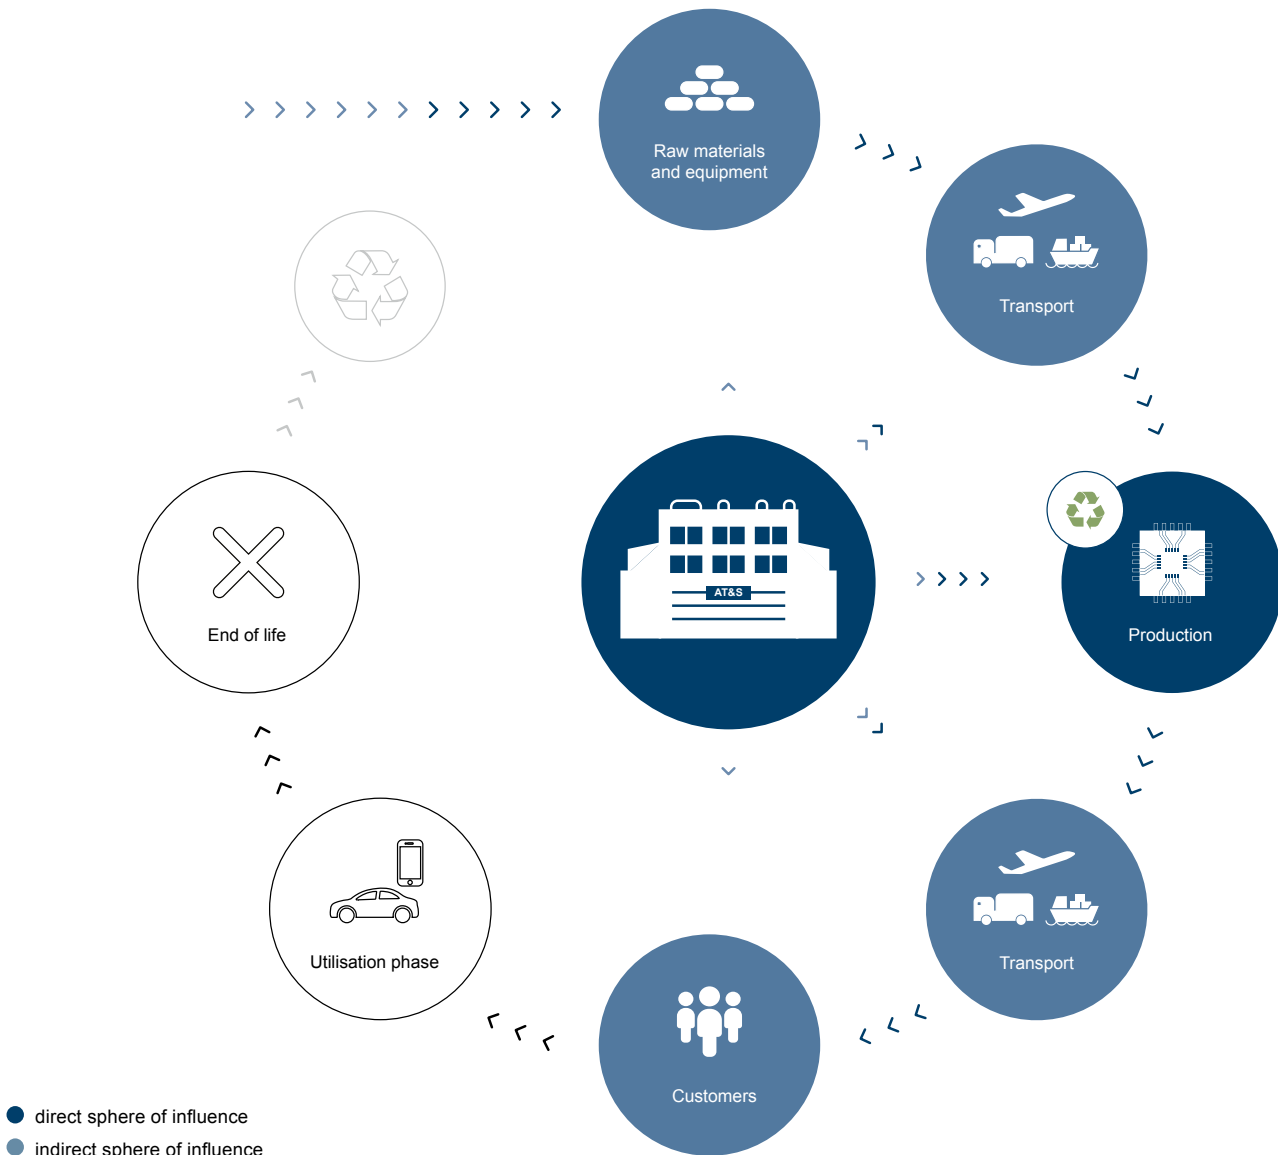 Raw materials
and equipment
Transport
AT&S
Production
End of life
Utilisation phase
Transport
Customers
direct sphere of influence
indirect sphere of influence